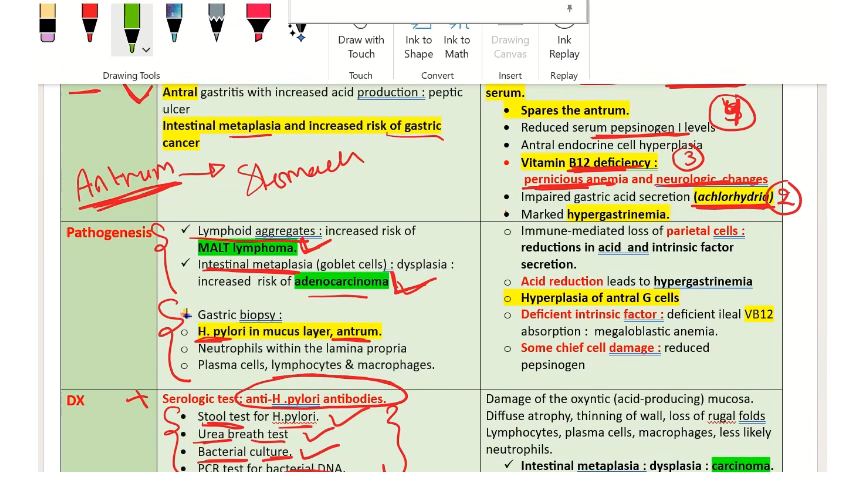 Draw with Touch
Ink to Shape
Ink to Math
Drawing Canvas
Ink Replay
Drawing Tools
Touch
Convert
Insert
Replay
Antral gastritis with increased acid production : peptic
ulcer
Intestinal metaplasia and increased risk of gastric
cancer
Antrum → Stomach
serum.
• Spares the antrum.
• Reduced serum pepsinogen I levels
• Antral endocrine cell hyperplasia
• Vitamin B12 deficiency : 3
pernicious anemia and neurologic changes
• Impaired gastric acid secretion (achlorhydric) 2
• Marked hypergastrinemia.
Pathogenesis
✓ Lymphoid aggregates : increased risk of
MALT lymphoma.
✓ Intestinal metaplasia (goblet cells) : dysplasia :
increased risk of adenocarcinoma
Gastric biopsy :
o H. pylori in mucus layer, antrum.
o Neutrophils within the lamina propria
o Plasma cells, lymphocytes & macrophages.
o Immune-mediated loss of parietal cells :
reductions in acid and intrinsic factor
secretion.
o Acid reduction leads to hypergastrinemia
o Hyperplasia of antral G cells
o Deficient intrinsic factor : deficient ileal VB12
absorption : megaloblastic anemia.
o Some chief cell damage : reduced
pepsinogen
DX
Serologic test: anti-H .pylori antibodies.
• Stool test for H.pylori.
• Urea breath test
• Bacterial culture.
• PCR test for bacterial DNA.
Damage of the oxyntic (acid-producing) mucosa.
Diffuse atrophy, thinning of wall, loss of rugal folds
Lymphocytes, plasma cells, macrophages, less likely
neutrophils.
✓ Intestinal metaplasia : dysplasia : carcinoma.